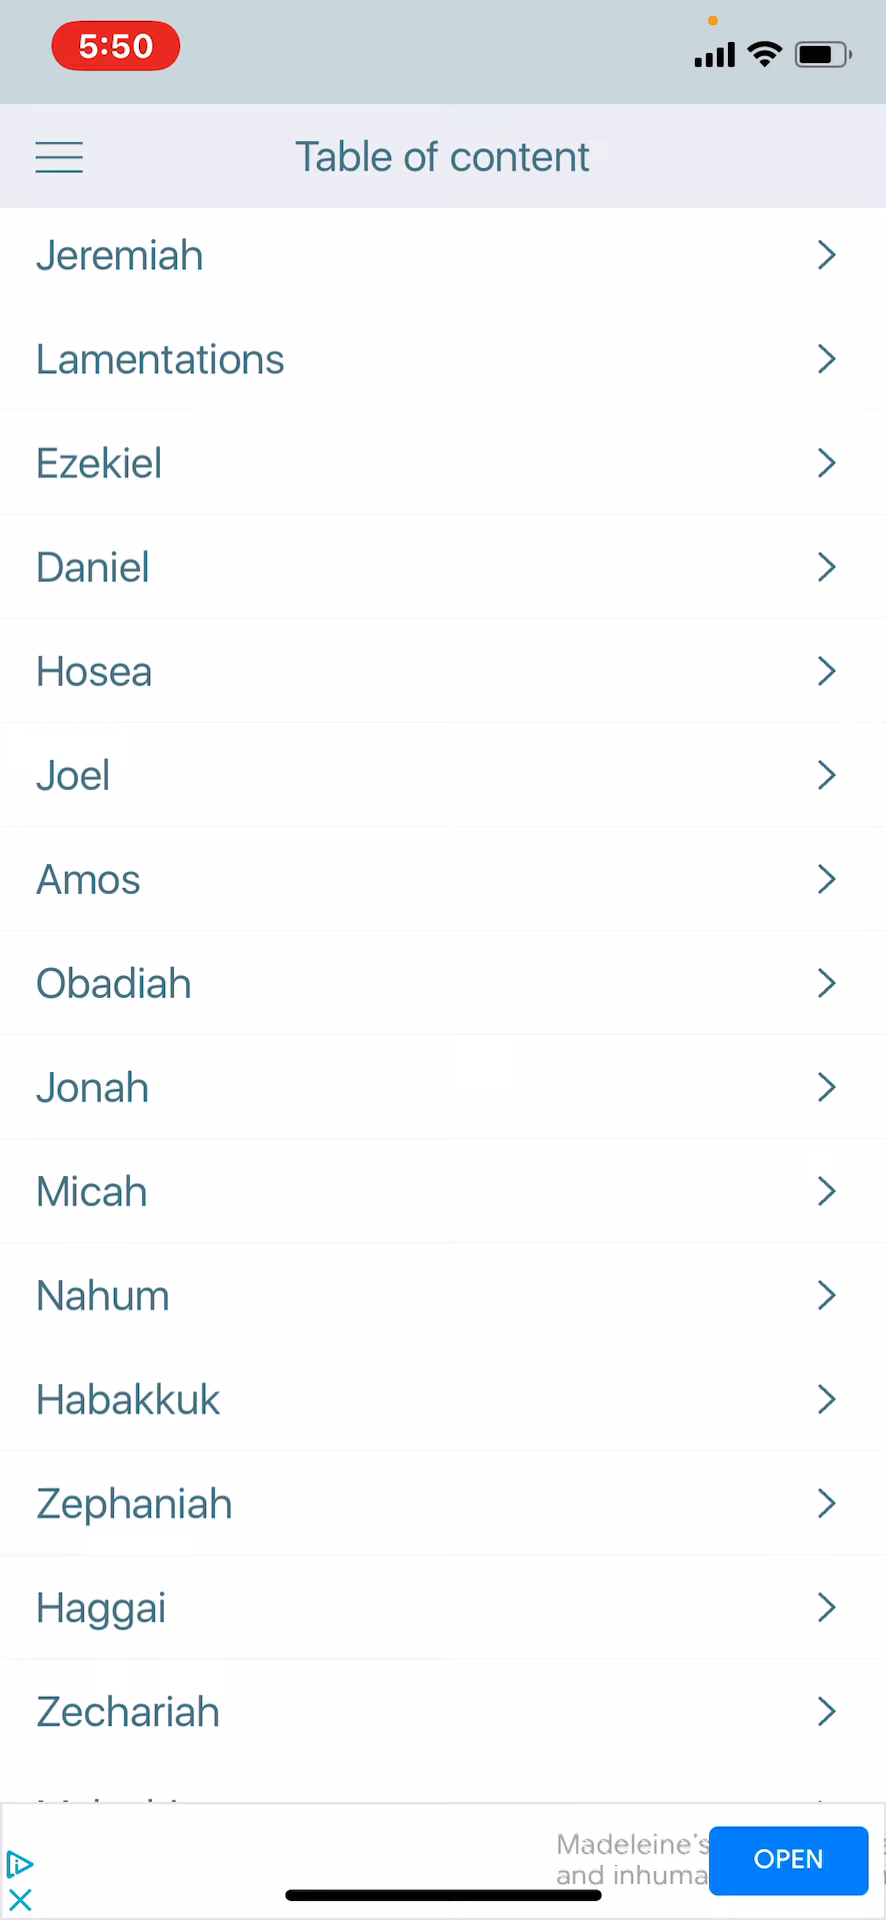 5:50
Table of content
Jeremiah
Lamentations
Ezekiel
Daniel
Hosea
Joel
Amos
Obadiah
Jonah
Micah
Nahum
Habakkuk
Zephaniah
Haggai
Zechariah
Madeleine's
and inhuma
OPEN